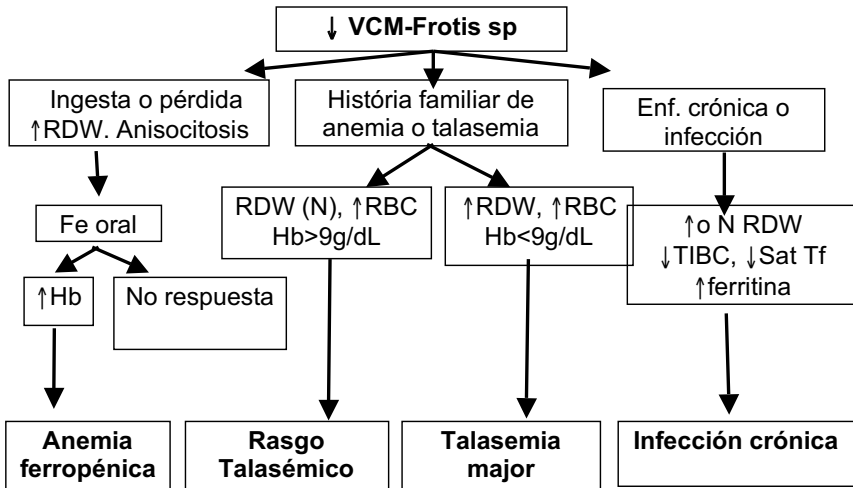 ↓ VCM-Frotis sp
Ingesta o pérdida
↑RDW. Anisocitosis
História familiar de
anemia o talasemia
Enf. crónica o
infección
Fe oral
RDW (N), ↑RBC
Hb>9g/dL
↑RDW, ↑RBC
Hb<9g/dL
↑o N RDW
↓TIBC, ↓Sat Tf
↑ferritina
↑Hb
No respuesta
Anemia
ferropénica
Rasgo
Talasémico
Talasemia
major
Infección crónica